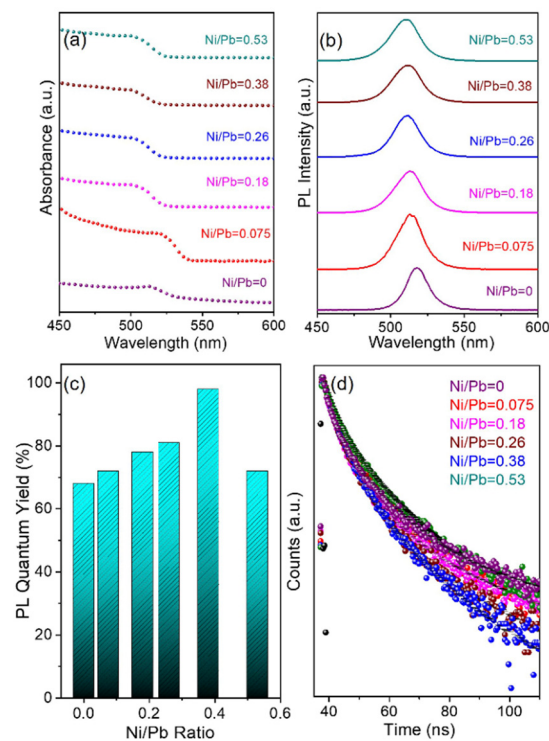 (a)
Ni/Pb=0.53
Ni/Pb=0.38
Ni/Pb=0.26
Ni/Pb=0.18
Ni/Pb=0.075
Ni/Pb=0
Absorbance (a.u.)
450 500 550 600
Wavelength (nm)
(b)
Ni/Pb=0.53
Ni/Pb=0.38
Ni/Pb=0.26
Ni/Pb=0.18
Ni/Pb=0.075
Ni/Pb=0
PL Intensity (a.u.)
450 500 550 600
Wavelength (nm)
(c)
100
80
60
40
20
0
PL Quantum Yield (%)
0.0 0.2 0.4 0.6
Ni/Pb Ratio
(d)
Ni/Pb=0
Ni/Pb=0.075
Ni/Pb=0.18
Ni/Pb=0.26
Ni/Pb=0.38
Ni/Pb=0.53
Counts (a.u.)
40 60 80 100
Time (ns)